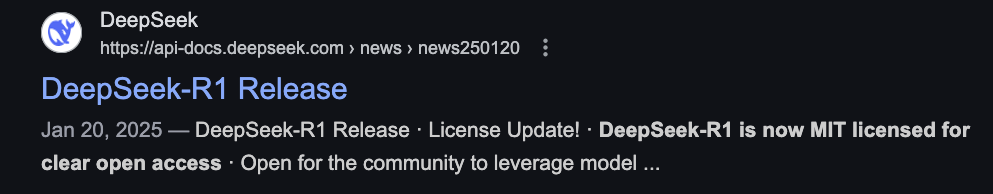 DeepSeek
https://api-docs.deepseek.com › news › news250120
DeepSeek-R1 Release
Jan 20, 2025 — DeepSeek-R1 Release · License Update! · DeepSeek-R1 is now MIT licensed for
clear open access · Open for the community to leverage model ...